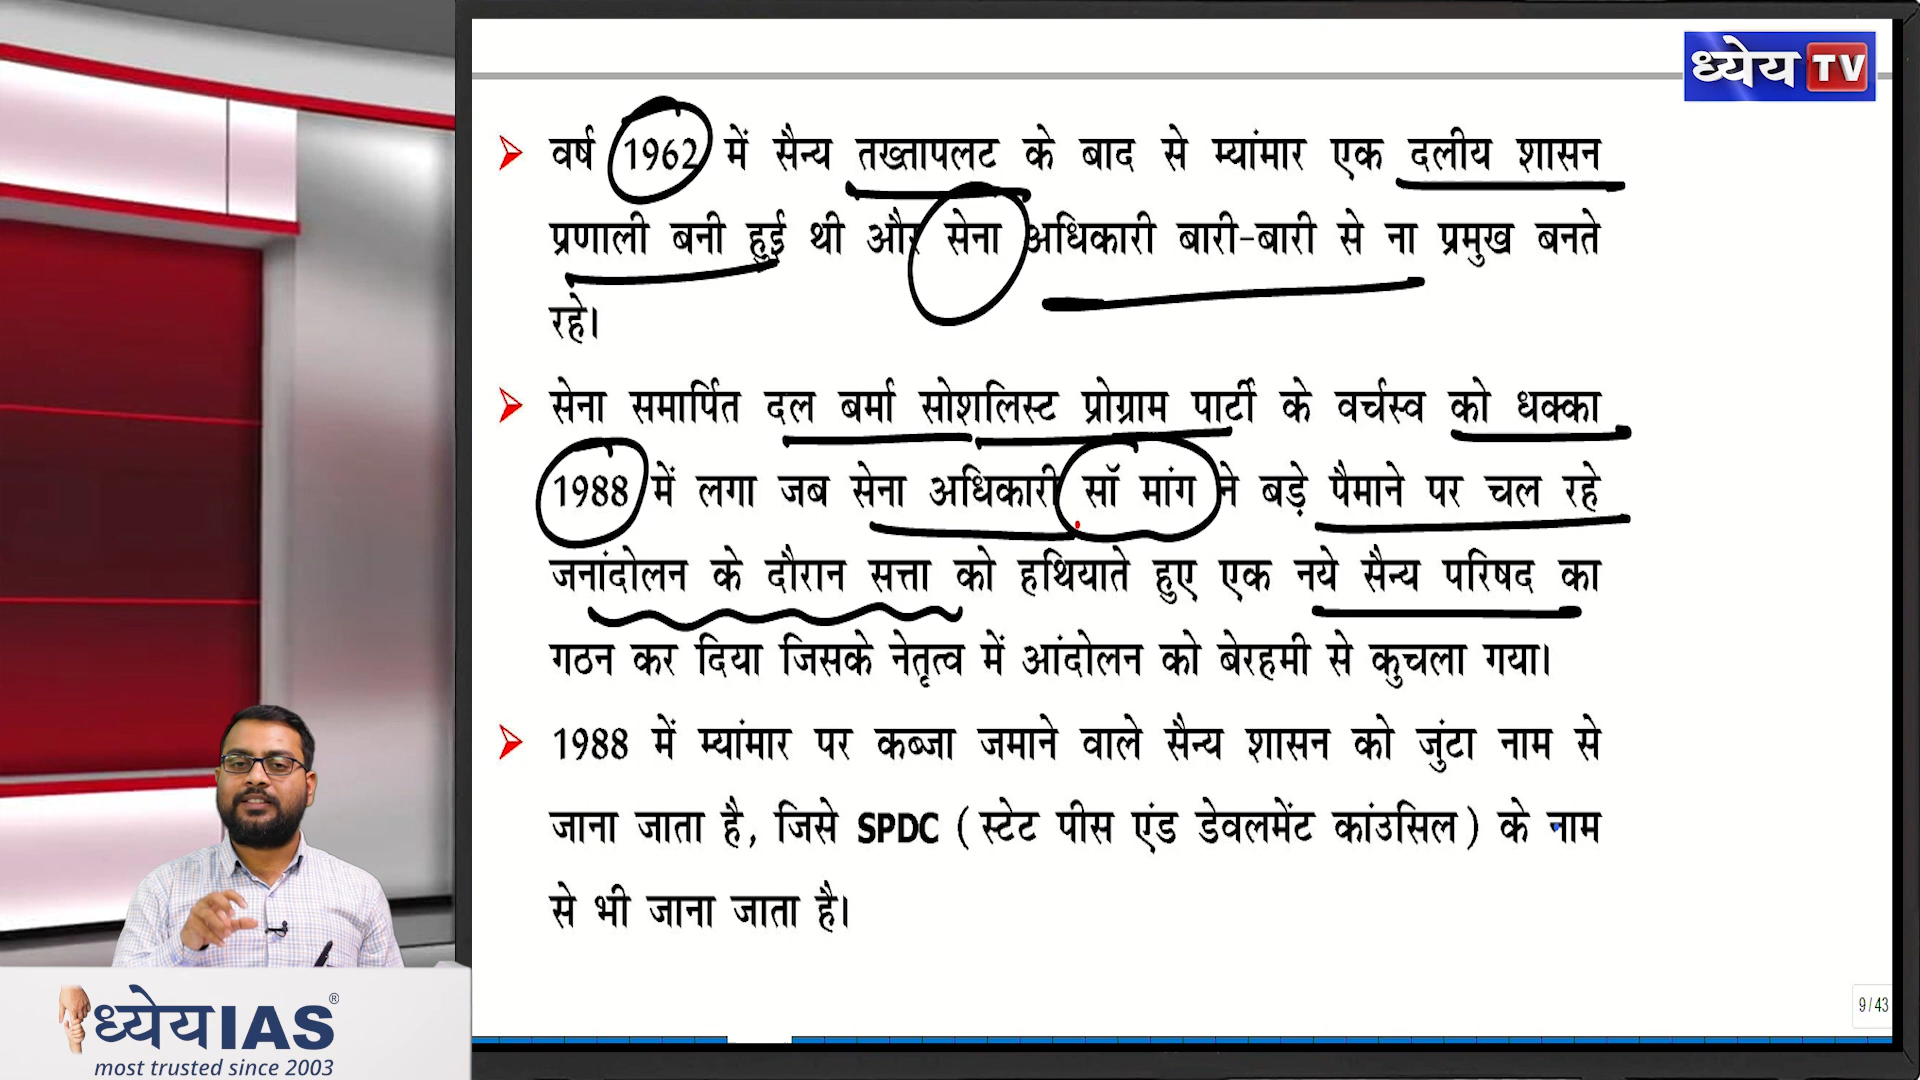 ध्येय TV
वर्ष 1962 में सैन्य तख्तापलट के बाद से म्यांमार एक दलीय शासन
प्रणाली बनी हुई थी और सेना अधिकारी बारी-बारी से ना प्रमुख बनते
रहे।
सेना समार्पित दल बर्मा सोशलिस्ट प्रोग्राम पार्टी के वर्चस्व को धक्का
1988 में लगा जब सेना अधिकारी सॉ मांग ने बड़े पैमाने पर चल रहे
जनांदोलन के दौरान सत्ता को हथियाते हुए एक नये सैन्य परिषद का
गठन कर दिया जिसके नेतृत्व में आंदोलन को बेरहमी से कुचला गया।
1988 में म्यांमार पर कब्जा जमाने वाले सैन्य शासन को जुंटा नाम से
जाना जाता है, जिसे SPDC (स्टेट पीस एंड डेवलमेंट कांउसिल) के नाम
से भी जाना जाता है।
9/43
ध्येयIAS®
most trusted since 2003